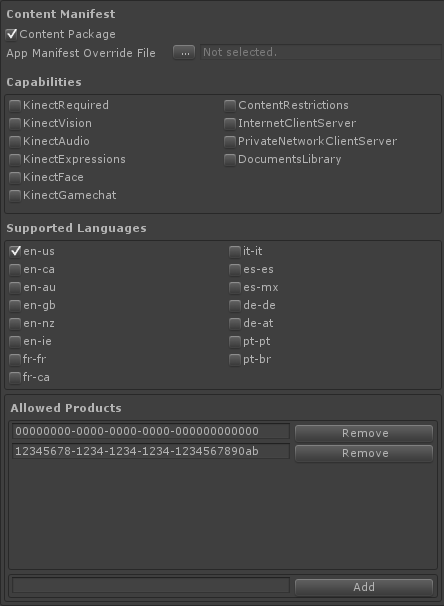 Content Manifest
Content Package
App Manifest Override File ... Not selected.
Capabilities
KinectRequired ContentRestrictions
KinectVision InternetClientServer
KinectAudio PrivateNetworkClientServer
KinectExpressions DocumentsLibrary
KinectFace
KinectGamechat
Supported Languages
en-us it-it
en-ca es-es
en-au es-mx
en-gb de-de
en-nz de-at
en-ie pt-pt
fr-fr pt-br
fr-ca
Allowed Products
00000000-0000-0000-0000-000000000000 Remove
12345678-1234-1234-1234-1234567890ab Remove
Add